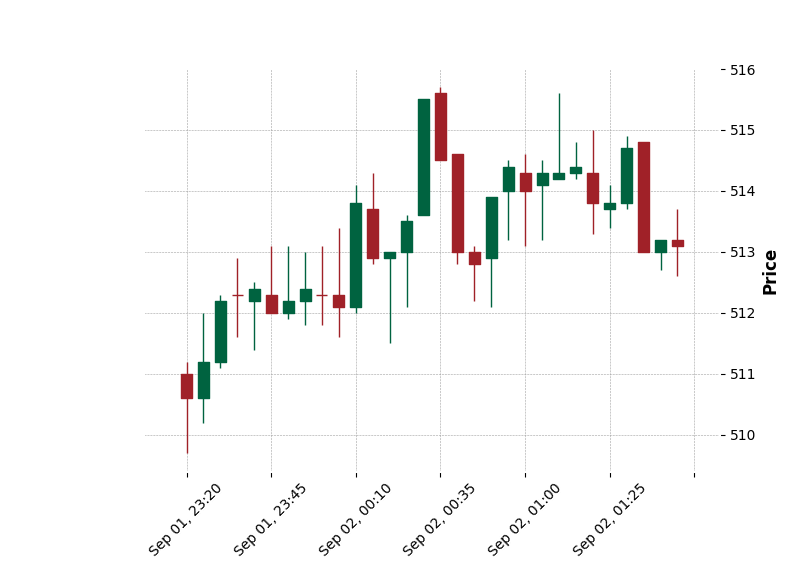 516
515
514
513
512
511
510
Price
Sep 01, 23:20
Sep 01, 23:45
Sep 02, 00:10
Sep 02, 00:35
Sep 02, 01:00
Sep 02, 01:25